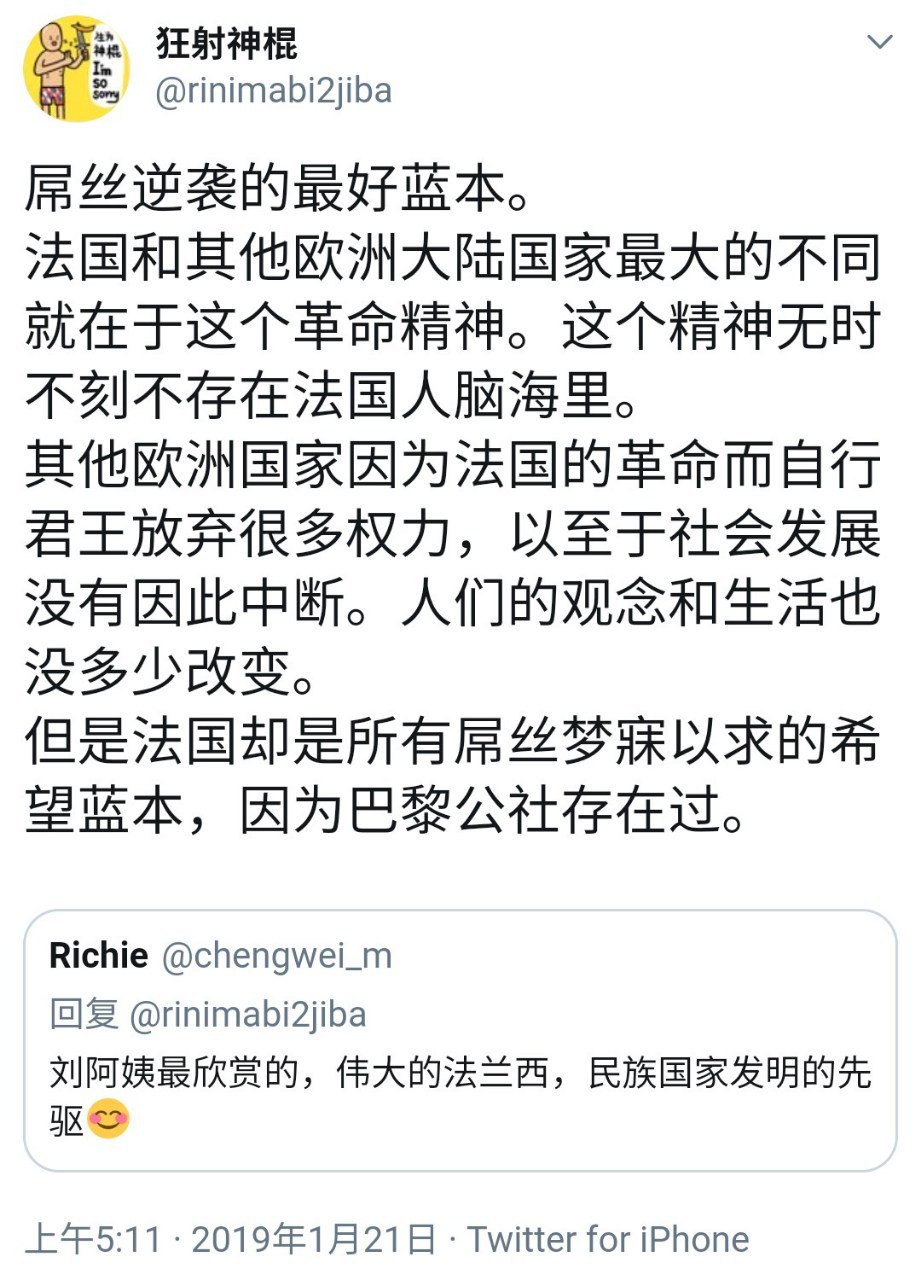 生为
神棍
I'm
so
sorry
狂射神棍
@rinimabi2jiba
屌丝逆袭的最好蓝本。
法国和其他欧洲大陆国家最大的不同
就在于这个革命精神。这个精神无时
不刻不存在法国人脑海里。
其他欧洲国家因为法国的革命而自行
君王放弃很多权力，以至于社会发展
没有因此中断。人们的观念和生活也
没多少改变。
但是法国却是所有屌丝梦寐以求的希
望蓝本，因为巴黎公社存在过。
Richie @chengwei_m
回复 @rinimabi2jiba
刘阿姨最欣赏的，伟大的法兰西，民族国家发明的先
驱😊
上午5:11 · 2019年1月21日 · Twitter for iPhone